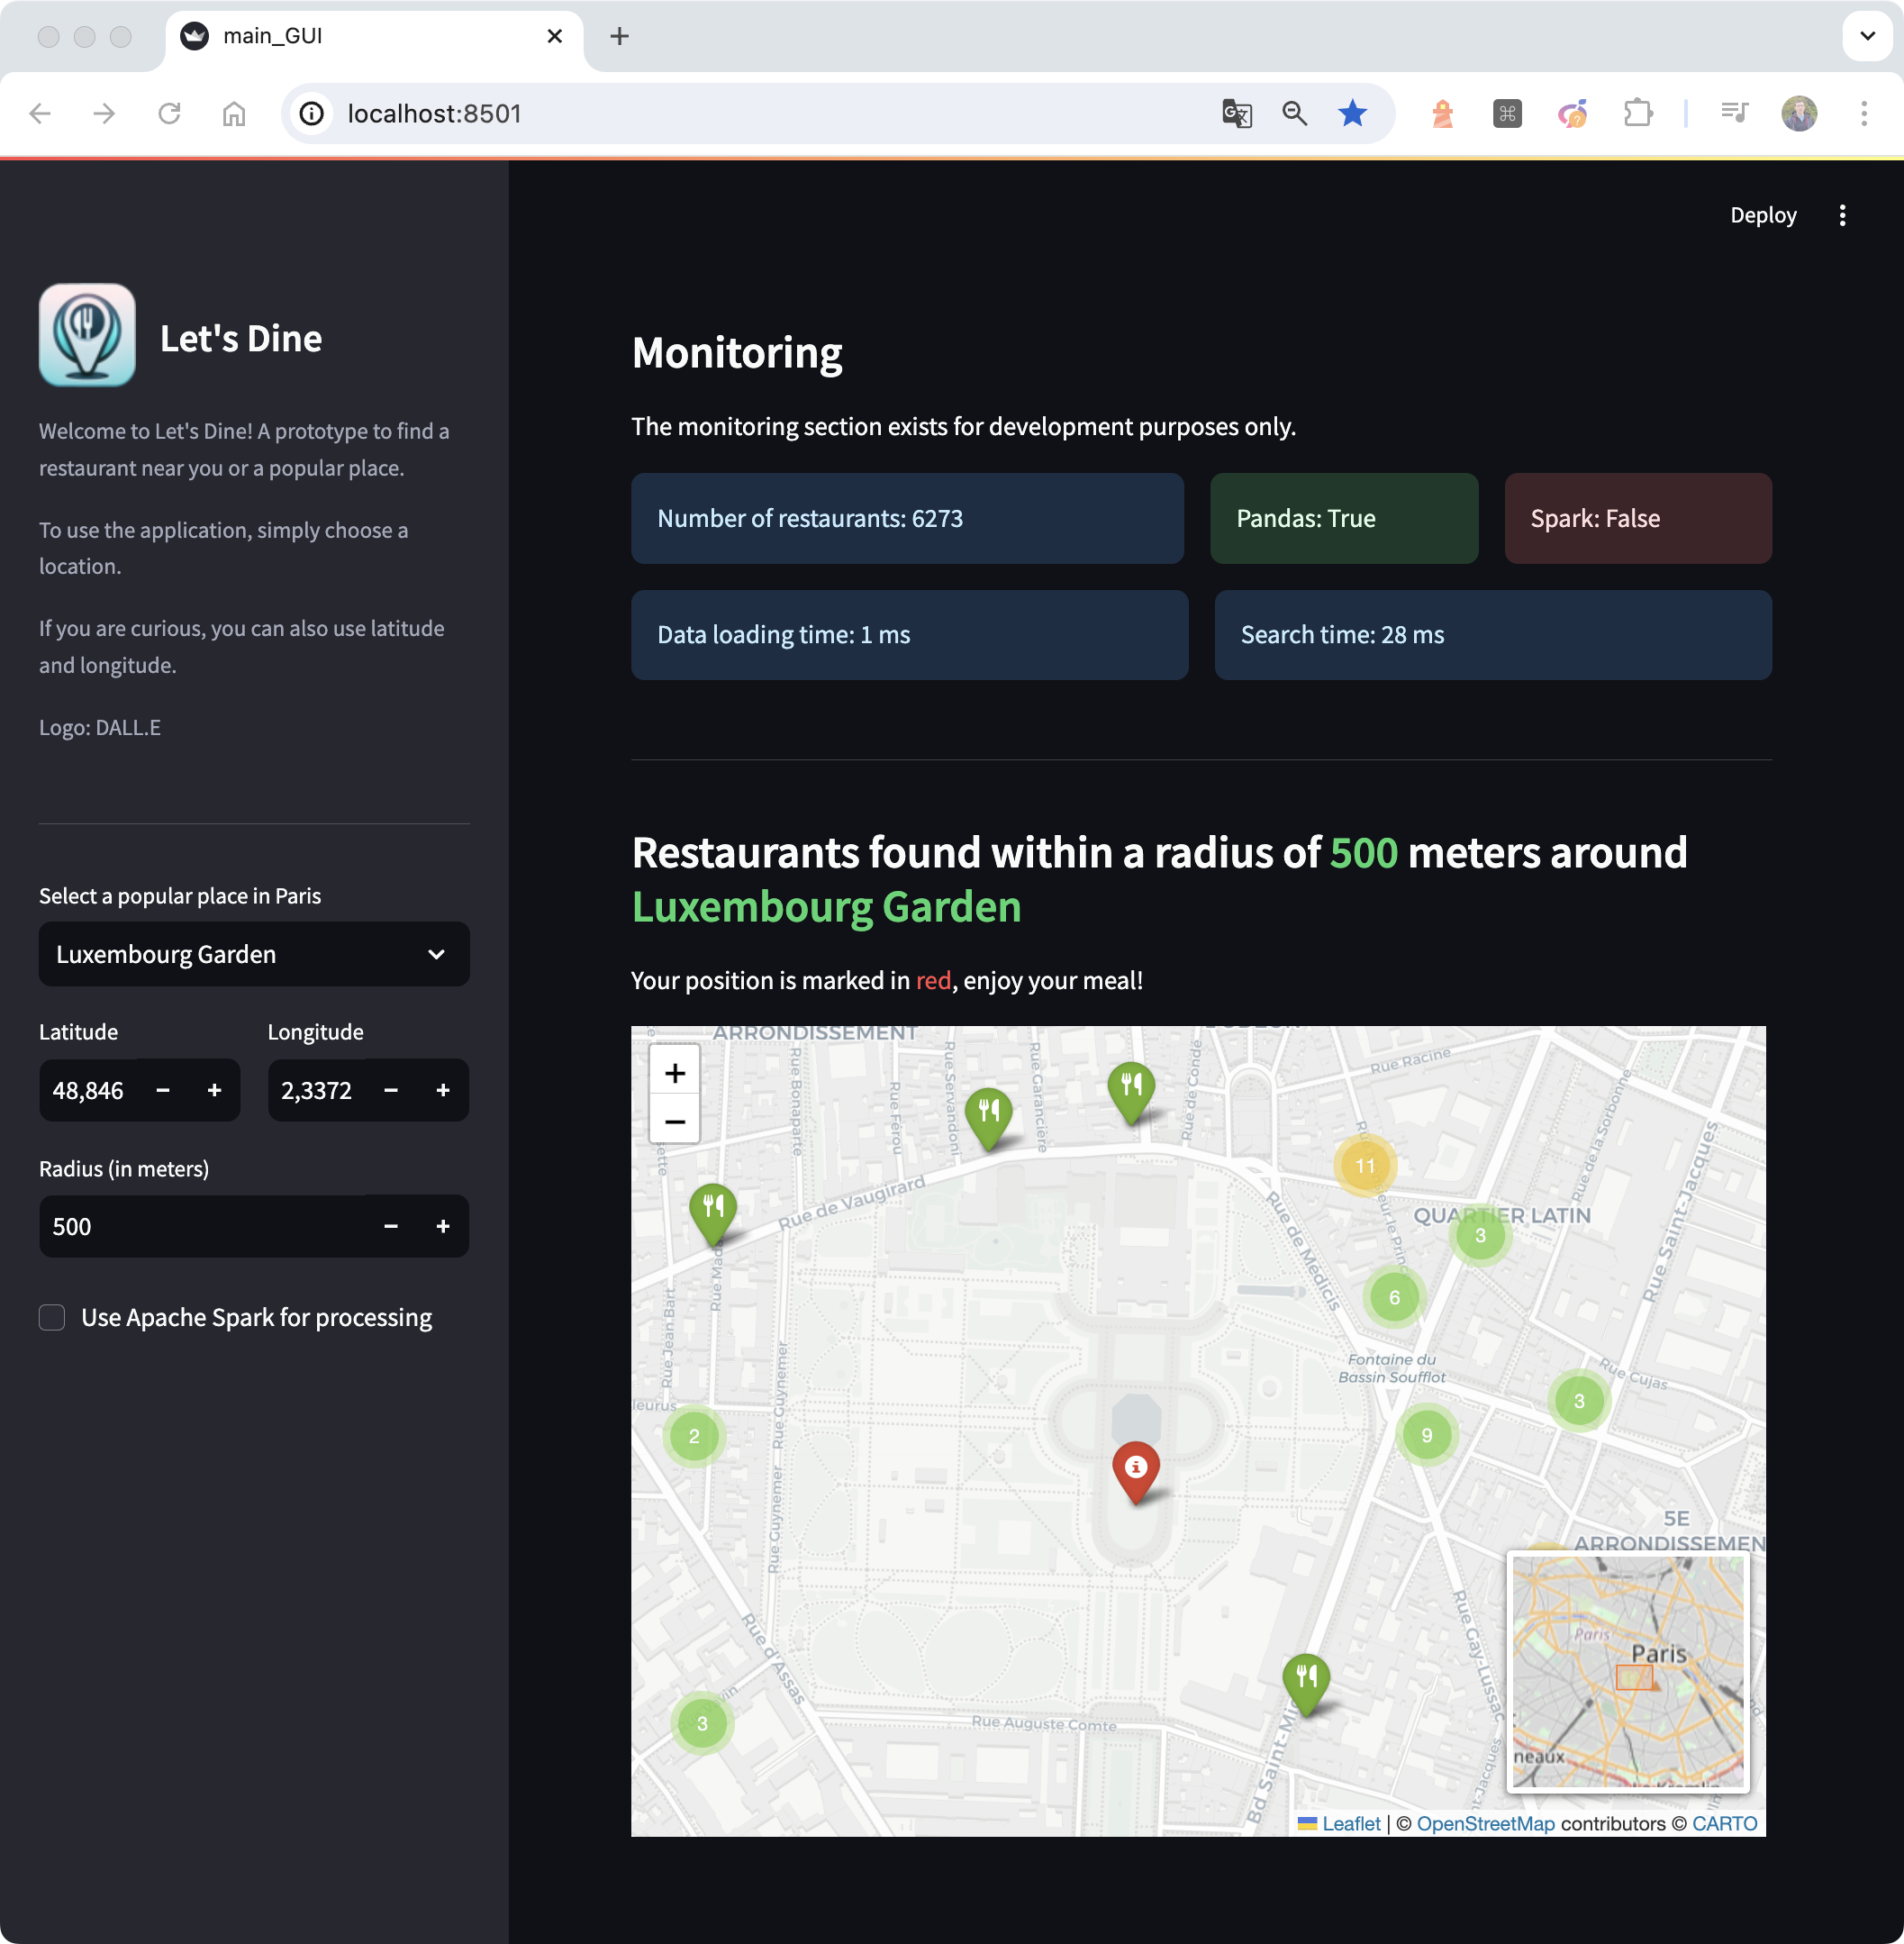 main_GUI
localhost:8501
Deploy
Let's Dine
Welcome to Let's Dine! A prototype to find a
restaurant near you or a popular place.
To use the application, simply choose a
location.
If you are curious, you can also use latitude
and longitude.
Logo: DALL.E
Select a popular place in Paris
Luxembourg Garden
Latitude
Longitude
48,846
2,3372
Radius (in meters)
500
Use Apache Spark for processing
Monitoring
The monitoring section exists for development purposes only.
Number of restaurants: 6273
Pandas: True
Spark: False
Data loading time: 1 ms
Search time: 28 ms
Restaurants found within a radius of 500 meters around
Luxembourg Garden
Your position is marked in red, enjoy your meal!
+
−
ARRONDISSEMENT
Rue Bonaparte
Rue Férou
Rue Servandoni
Rue Garancière
Rue de Condé
Rue Racine
Rue de la Sorbonne
Rue Saint-Jacques
11
QUARTIER LATIN
3
Rue de Vaugirard
Rue de Médicis
6
Rue Jean Bart
Rue Guynemer
Fontaine du
Bassin Soufflot
Rue Cujas
3
2
9
Rue Guynemer
5E
ARRONDISSEMEN
Rue d'Assas
Rue Gay-Lussac
Paris
Paris
3
Rue Auguste Comte
Bd Saint-Mi
neaux
Leaflet | © OpenStreetMap contributors © CARTO